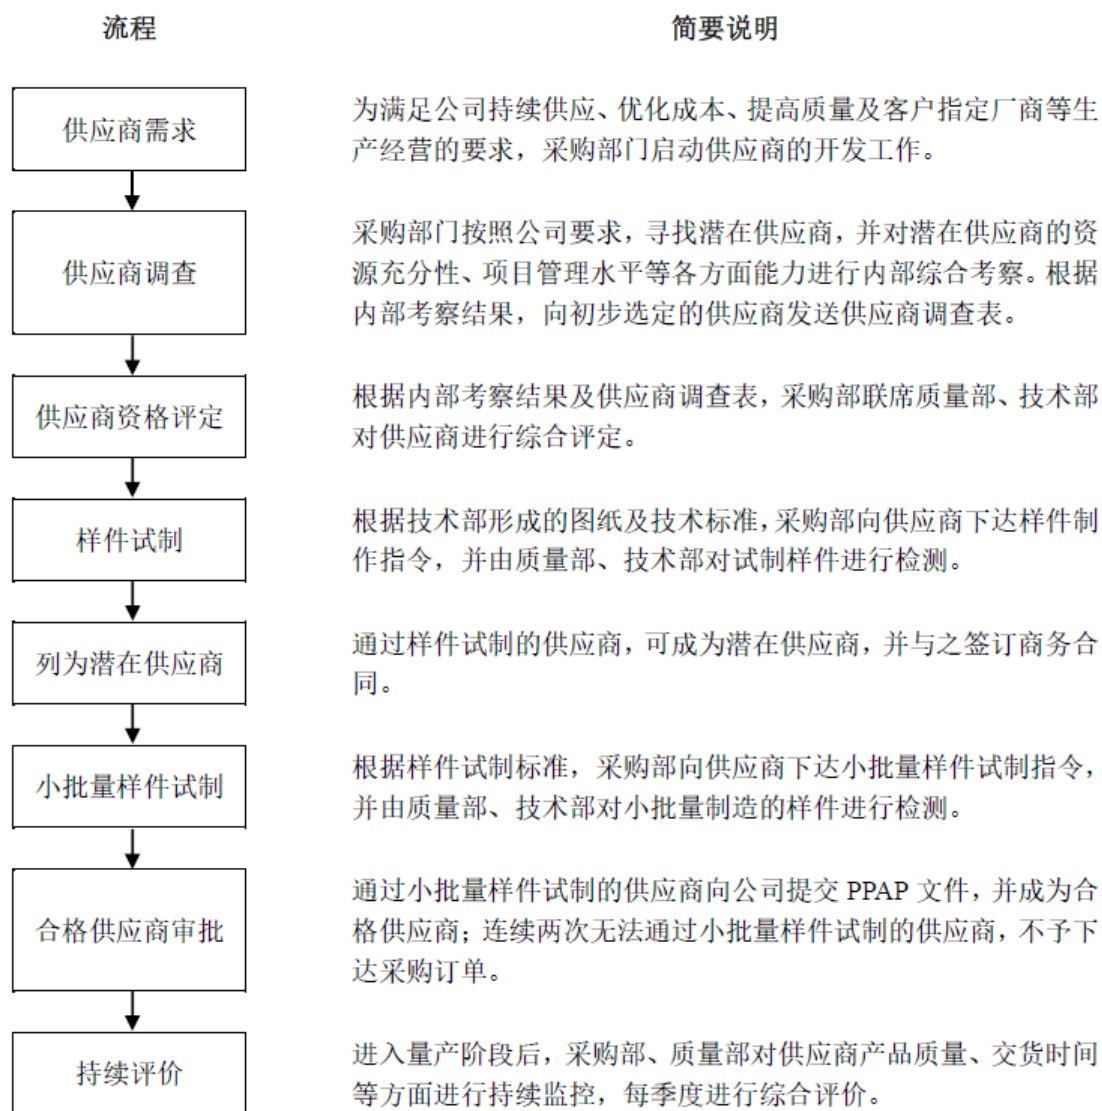 流程
简要说明
供应商需求
为满足公司持续供应、优化成本、提高质量及客户指定厂商等生
产经营的要求，采购部门启动供应商的开发工作。
供应商调查
采购部门按照公司要求，寻找潜在供应商，并对潜在供应商的资
源充分性、项目管理水平等各方面能力进行内部综合考察。根据
内部考察结果，向初步选定的供应商发送供应商调查表。
供应商资格评定
根据内部考察结果及供应商调查表，采购部联席质量部、技术部
对供应商进行综合评定。
样件试制
根据技术部形成的图纸及技术标准，采购部向供应商下达样件制
作指令，并由质量部、技术部对试制样件进行检测。
列为潜在供应商
通过样件试制的供应商，可成为潜在供应商，并与之签订商务合
同。
小批量样件试制
根据样件试制标准，采购部向供应商下达小批量样件试制指令，
并由质量部、技术部对小批量制造的样件进行检测。
合格供应商审批
通过小批量样件试制的供应商向公司提交 PPAP 文件，并成为合
格供应商；连续两次无法通过小批量样件试制的供应商，不予下
达采购订单。
持续评价
进入量产阶段后，采购部、质量部对供应商产品质量、交货时间
等方面进行持续监控，每季度进行综合评价。